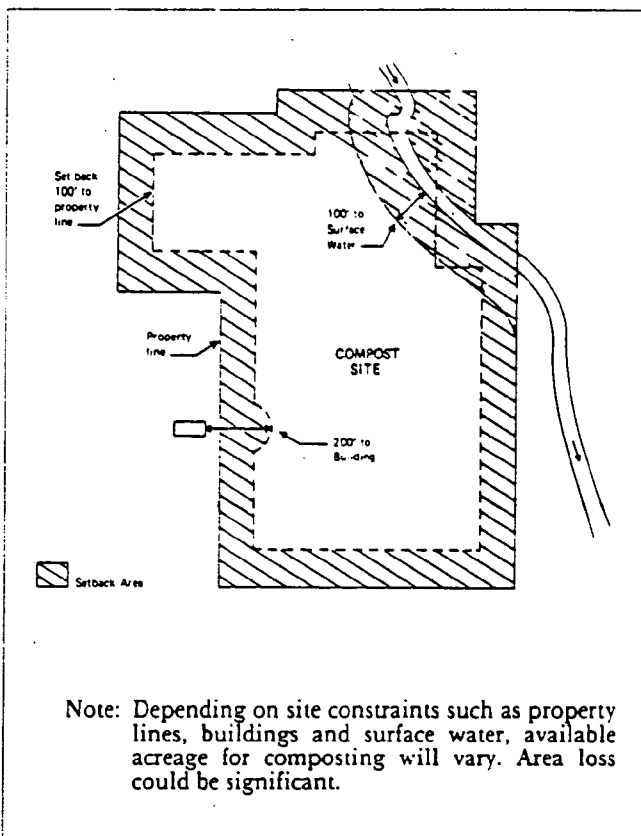 Set back
100' to
property
line
100' to
Surface
Water
Property
line
COMPOST
SITE
200' to
Building
Setback Area
Note: Depending on site constraints such as property
lines, buildings and surface water, available
acreage for composting will vary. Area loss
could be significant.